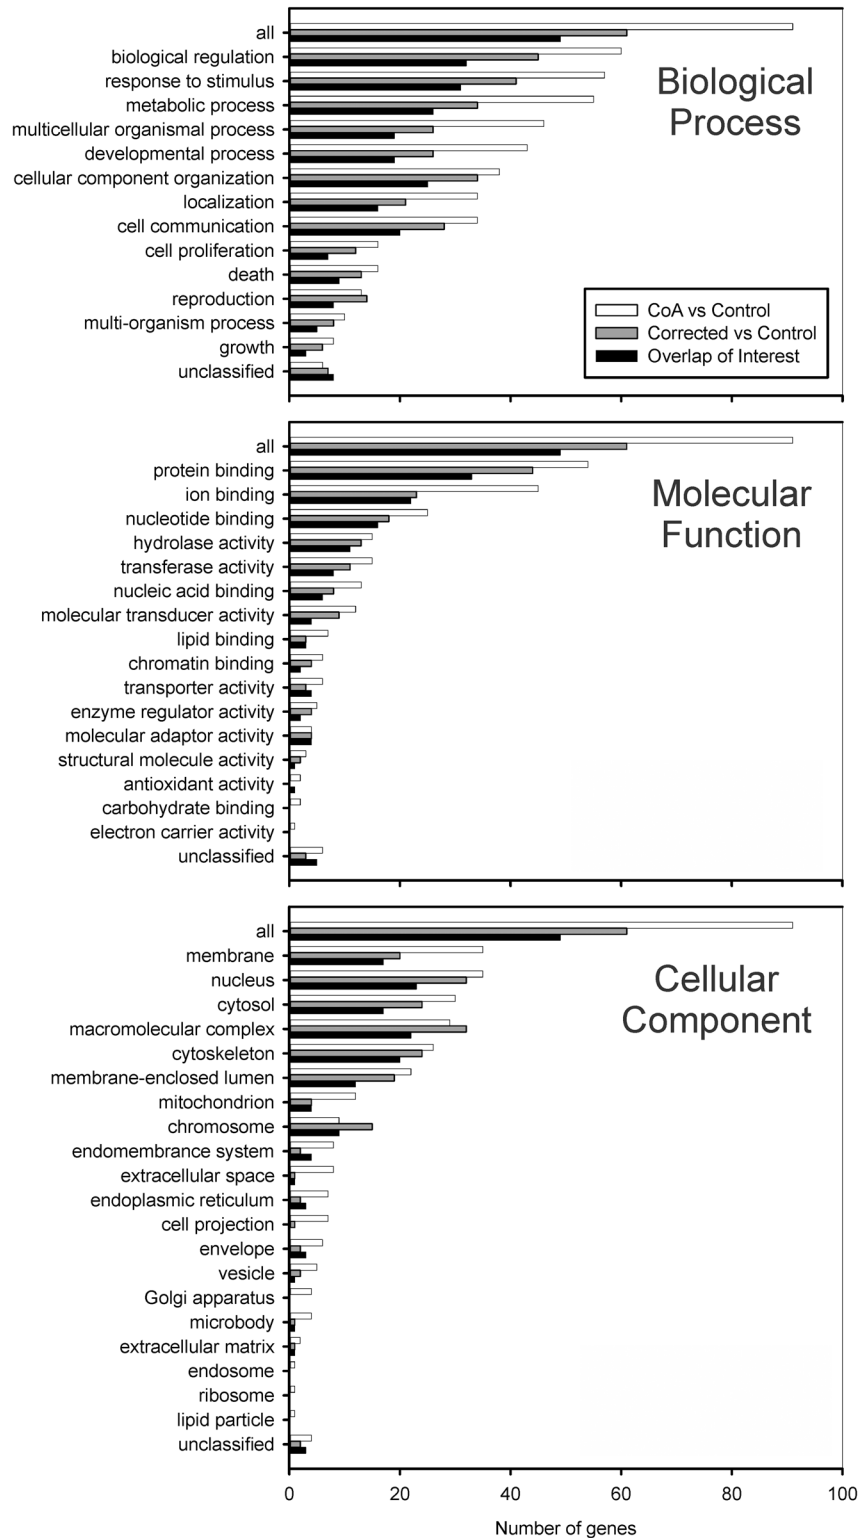 all
biological regulation
response to stimulus
metabolic process
multicellular organismal process
developmental process
cellular component organization
localization
cell communication
cell proliferation
death
reproduction
multi-organism process
growth
unclassified
Biological
Process
CoA vs Control
Corrected vs Control
Overlap of Interest
all
protein binding
ion binding
nucleotide binding
hydrolase activity
transferase activity
nucleic acid binding
molecular transducer activity
lipid binding
chromatin binding
transporter activity
enzyme regulator activity
molecular adaptor activity
structural molecule activity
antioxidant activity
carbohydrate binding
electron carrier activity
unclassified
Molecular
Function
all
membrane
nucleus
cytosol
macromolecular complex
cytoskeleton
membrane-enclosed lumen
mitochondrion
chromosome
endomembrance system
extracellular space
endoplasmic reticulum
cell projection
envelope
vesicle
Golgi apparatus
microbody
extracellular matrix
endosome
ribosome
lipid particle
unclassified
Cellular
Component
0 20 40 60 80 100
Number of genes